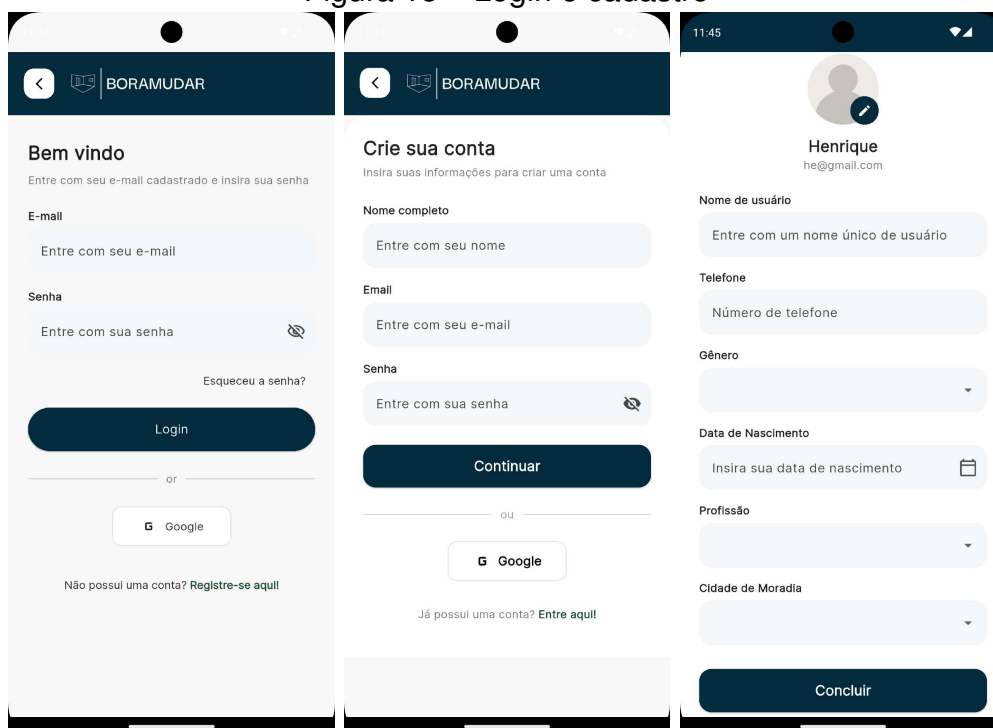 BORAMUDAR
Bem vindo
Entre com seu e-mail cadastrado e insira sua senha
E-mail
Entre com seu e-mail
Senha
Entre com sua senha
Esqueceu a senha?
Login
or
G Google
Não possui uma conta? Registre-se aqui!
BORAMUDAR
Crie sua conta
Insira suas informações para criar uma conta
Nome completo
Entre com seu nome
Email
Entre com seu e-mail
Senha
Entre com sua senha
Continuar
ou
G Google
Já possui uma conta? Entre aqui!
11:45
Henrique
he@gmail.com
Nome de usuário
Entre com um nome único de usuário
Telefone
Número de telefone
Gênero
Data de Nascimento
Insira sua data de nascimento
Profissão
Cidade de Moradia
Concluir